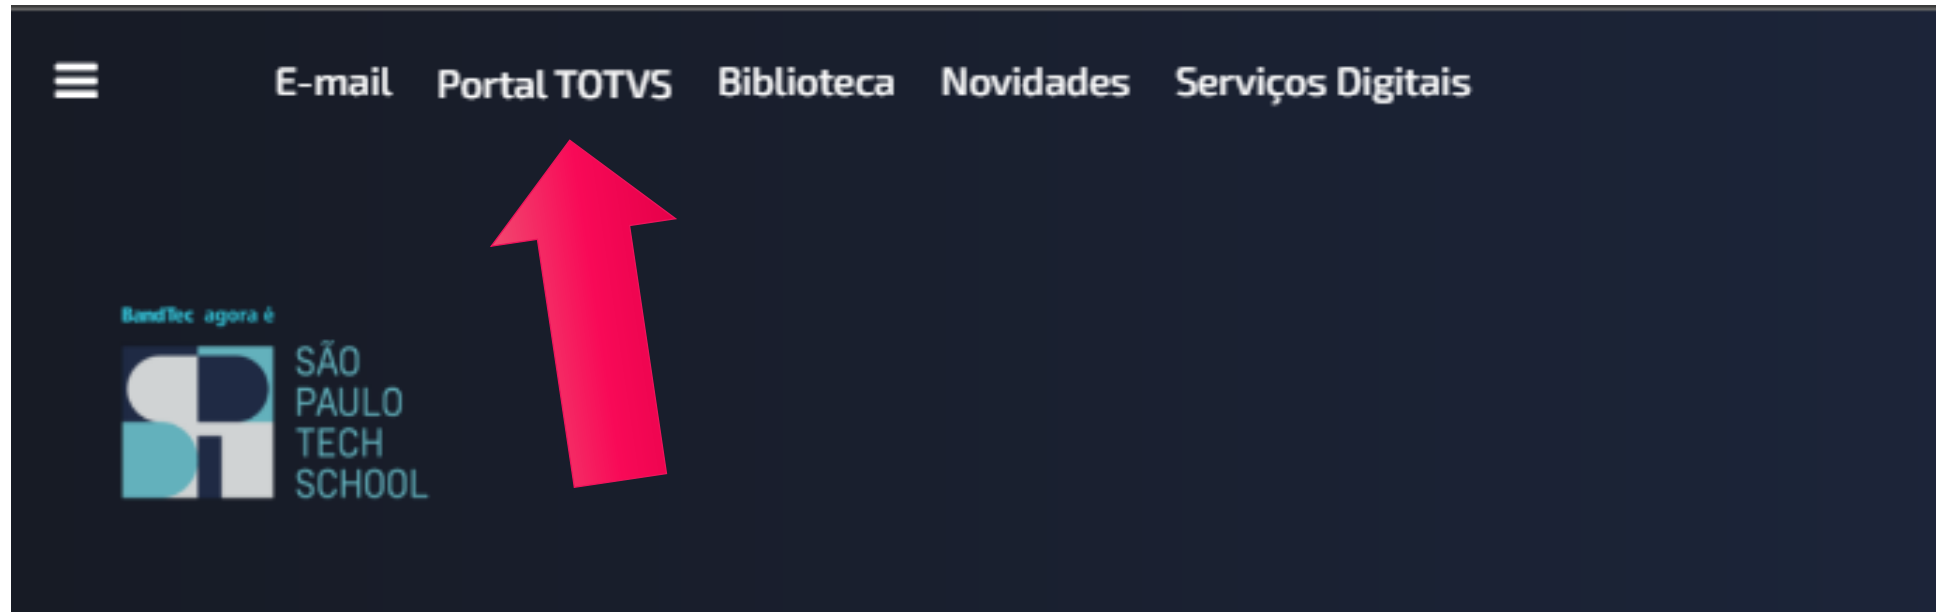 E-mail Portal TOTVS Biblioteca Novidades Serviços Digitais
BandTec agora é
SÃO
PAULO
TECH
SCHOOL